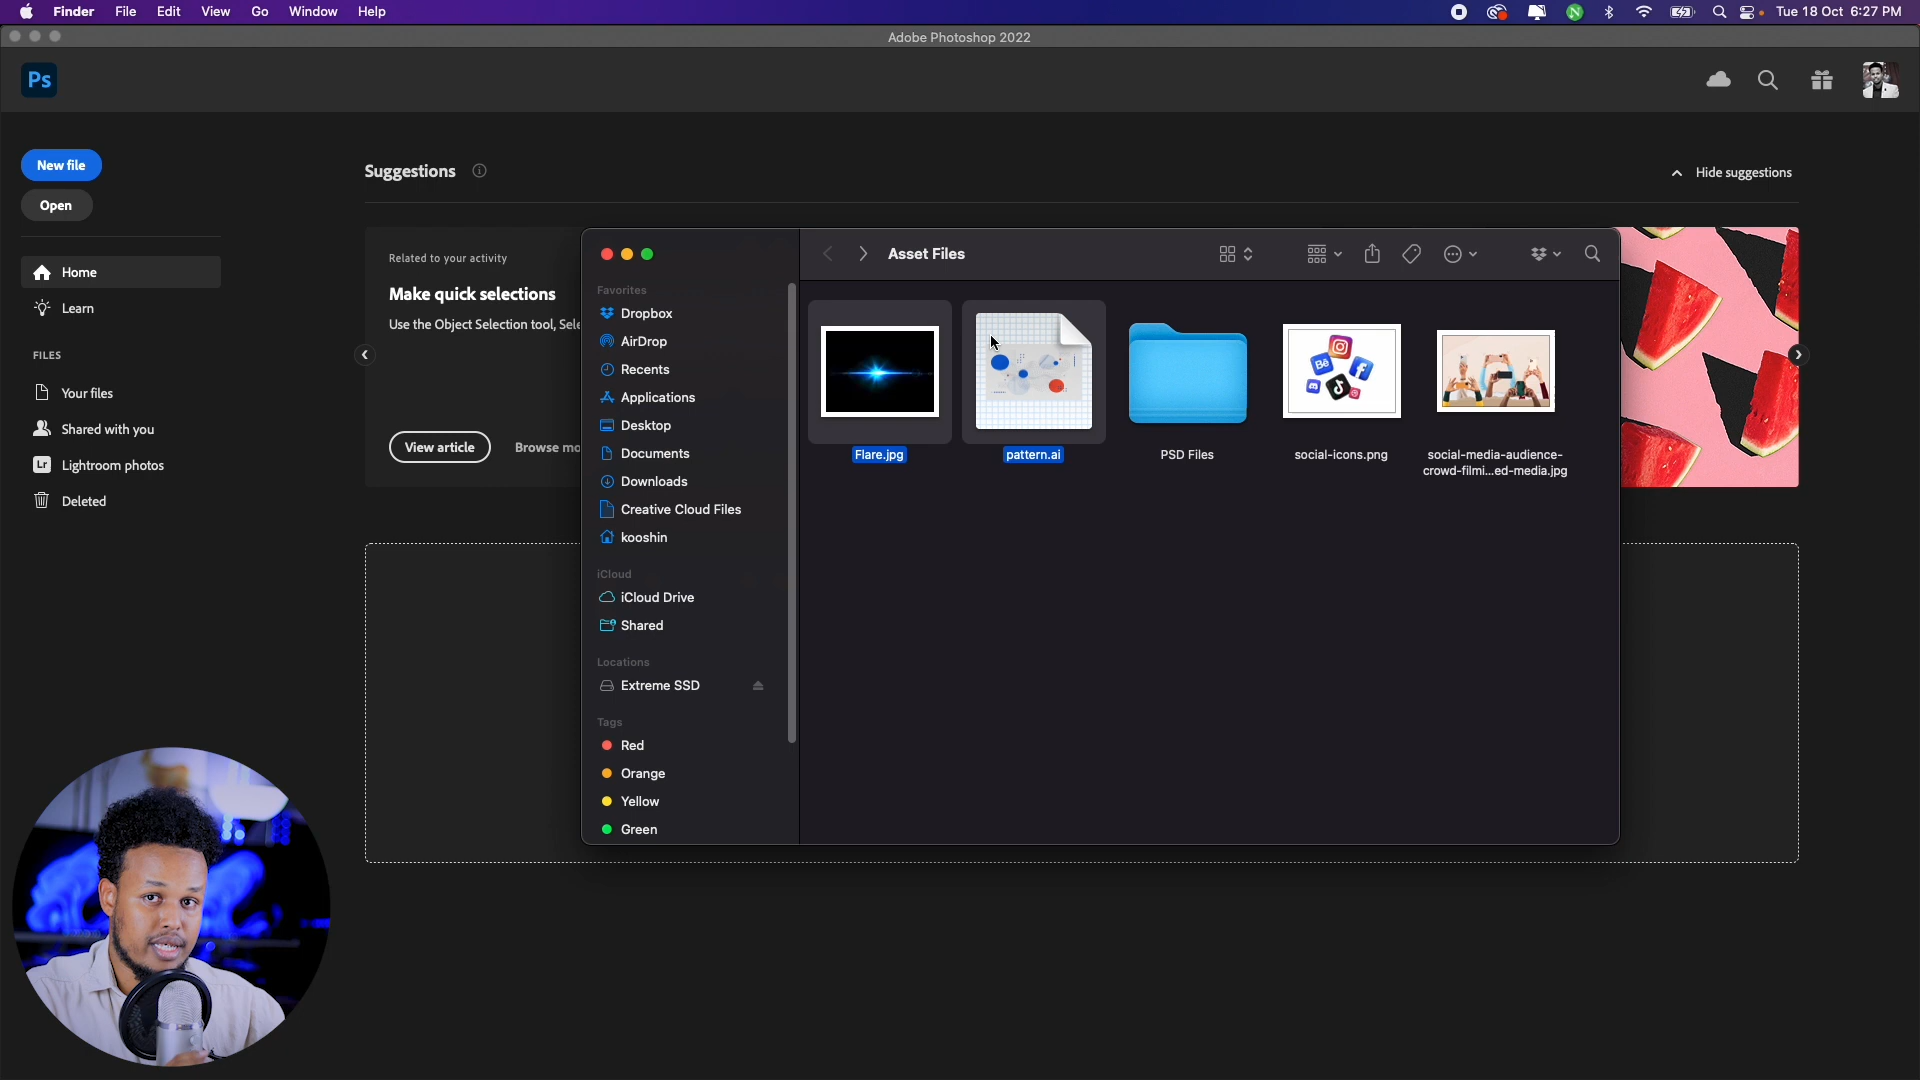 Finder File Edit View Go Window Help
N
Tue 18 Oct 6:27 PM
Adobe Photoshop 2022
Ps
New file
Open
Home
Learn
FILES
Your files
Shared with you
Lr Lightroom photos
Deleted
Suggestions
Hide suggestions
Related to your activity
Make quick selections
Use the Object Selection tool, Sele
View article
Browse mo
Asset Files
Favorites
Dropbox
AirDrop
Recents
Applications
Desktop
Documents
Downloads
Creative Cloud Files
kooshin
iCloud
iCloud Drive
Shared
Locations
Extreme SSD
Tags
Red
Orange
Yellow
Green
Bē
f
Flare.jpg
pattern.ai
PSD Files
social-icons.png
social-media-audience-
crowd-filmi...ed-media.jpg